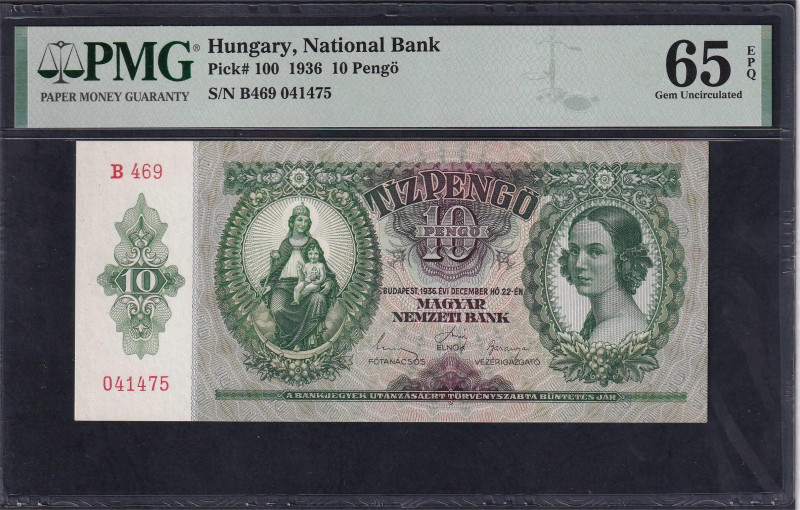 PMG®
PAPER MONEY GUARANTY
Hungary, National Bank
Pick# 100 1936 10 Pengö
S/N B469 041475
65 EPQ
Gem Uncirculated
B 469
10
041475
TÍZPENGŐ
10
PENGŐ
BUDAPEST, 1936. ÉVI DECEMBER HÓ 22-ÉN
MAGYAR
NEMZETI BANK
ELNÖK
FŐTANÁCSOS VEZÉRIGAZGATÓ
A BANKJEGYEK UTÁNZÁSÁÉRT TÖRVÉNYSZABTA BÜNTETÉS JÁR